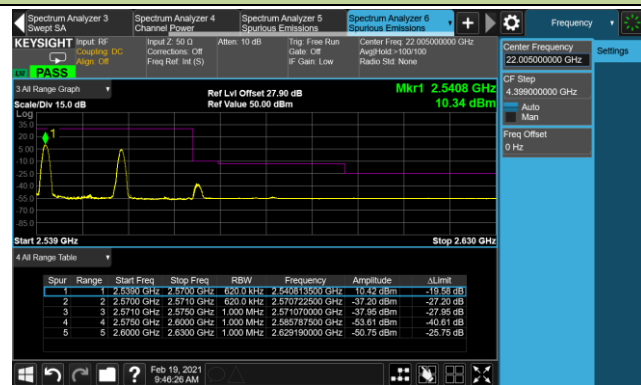 Spectrum Analyzer 3
Swept SA
Spectrum Analyzer 4
Channel Power
Spectrum Analyzer 5
Spurious Emissions
Spectrum Analyzer 6
Spurious Emissions
Frequency
KEYSIGHT
Input: RF
Coupling: DC
Align: Off
Input Z: 50 Ω
Corrections: Off
Freq Ref: Int (S)
Atten: 10 dB
Trig: Free Run
Gate: Off
IF Gain: Low
Center Freq: 22.005000000 GHz
Avg|Hold:>100/100
Radio Std: None
PASS
Center Frequency
22.005000000 GHz
Settings
CF Step
4.399000000 GHz
Auto
Man
Freq Offset
0 Hz
3 All Range Graph
Scale/Div 15.0 dB
Ref Lvl Offset 27.90 dB
Ref Value 50.00 dBm
Mkr1 2.5408 GHz
10.34 dBm
Log
35.0
20.0
5.00
-10.0
-25.0
-40.0
-55.0
-70.0
-85.0
1
Start 2.539 GHz
Stop 2.630 GHz
4 All Range Table
Spur Range Start Freq Stop Freq RBW Frequency Amplitude ΔLimit
1 1 2.5390 GHz 2.5700 GHz 620.0 kHz 2.540813500 GHz 10.42 dBm -19.58 dB
2 2 2.5700 GHz 2.5710 GHz 620.0 kHz 2.570722500 GHz -37.20 dBm -27.20 dB
3 3 2.5710 GHz 2.5750 GHz 1.000 MHz 2.571070000 GHz -37.95 dBm -27.95 dB
4 4 2.5750 GHz 2.6000 GHz 1.000 MHz 2.585787500 GHz -53.61 dBm -40.61 dB
5 5 2.6000 GHz 2.6300 GHz 1.000 MHz 2.629190000 GHz -50.75 dBm -25.75 dB
?
Feb 19, 2021
9:46:26 AM